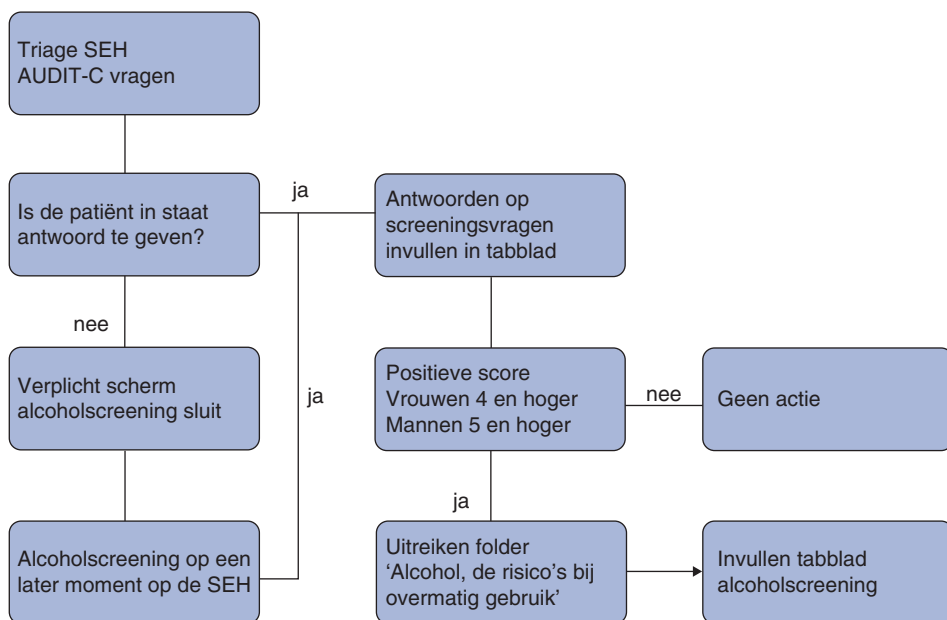 Triage SEH
AUDIT-C vragen
Is de patiënt in staat
antwoord te geven?
ja
Antwoorden op
screeningsvragen
invullen in tabblad
nee
Verplicht scherm
alcoholscreening sluit
ja
Positieve score
Vrouwen 4 en hoger
Mannen 5 en hoger
nee
Geen actie
ja
Alcoholscreening op een
later moment op de SEH
Uitreiken folder
‘Alcohol, de risico’s bij
overmatig gebruik’
Invullen tabblad
alcoholscreening